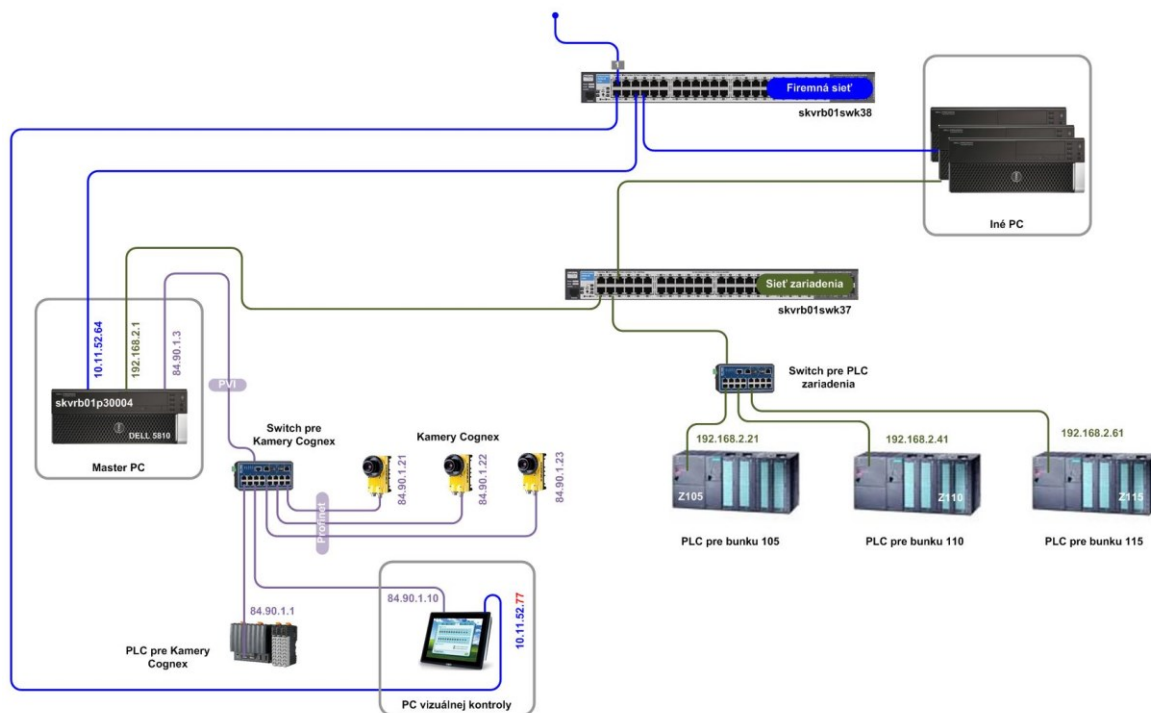 1
Firemná sieť
skvrb01swk38
Iné PC
Sieť zariadenia
skvrb01swk37
10.11.52.64
192.168.2.1
84.90.1.3
PVI
skvrb01p30004
DELL 5810
Master PC
Switch pre
Kamery Cognex
Kamery Cognex
84.90.1.21
84.90.1.22
84.90.1.23
Profinet
Switch pre PLC
zariadenia
192.168.2.21
192.168.2.41
192.168.2.61
Z105
Z110
Z115
PLC pre bunku 105
PLC pre bunku 110
PLC pre bunku 115
84.90.1.1
PLC pre Kamery
Cognex
84.90.1.10
10.11.52.77
PC vizuálnej kontroly